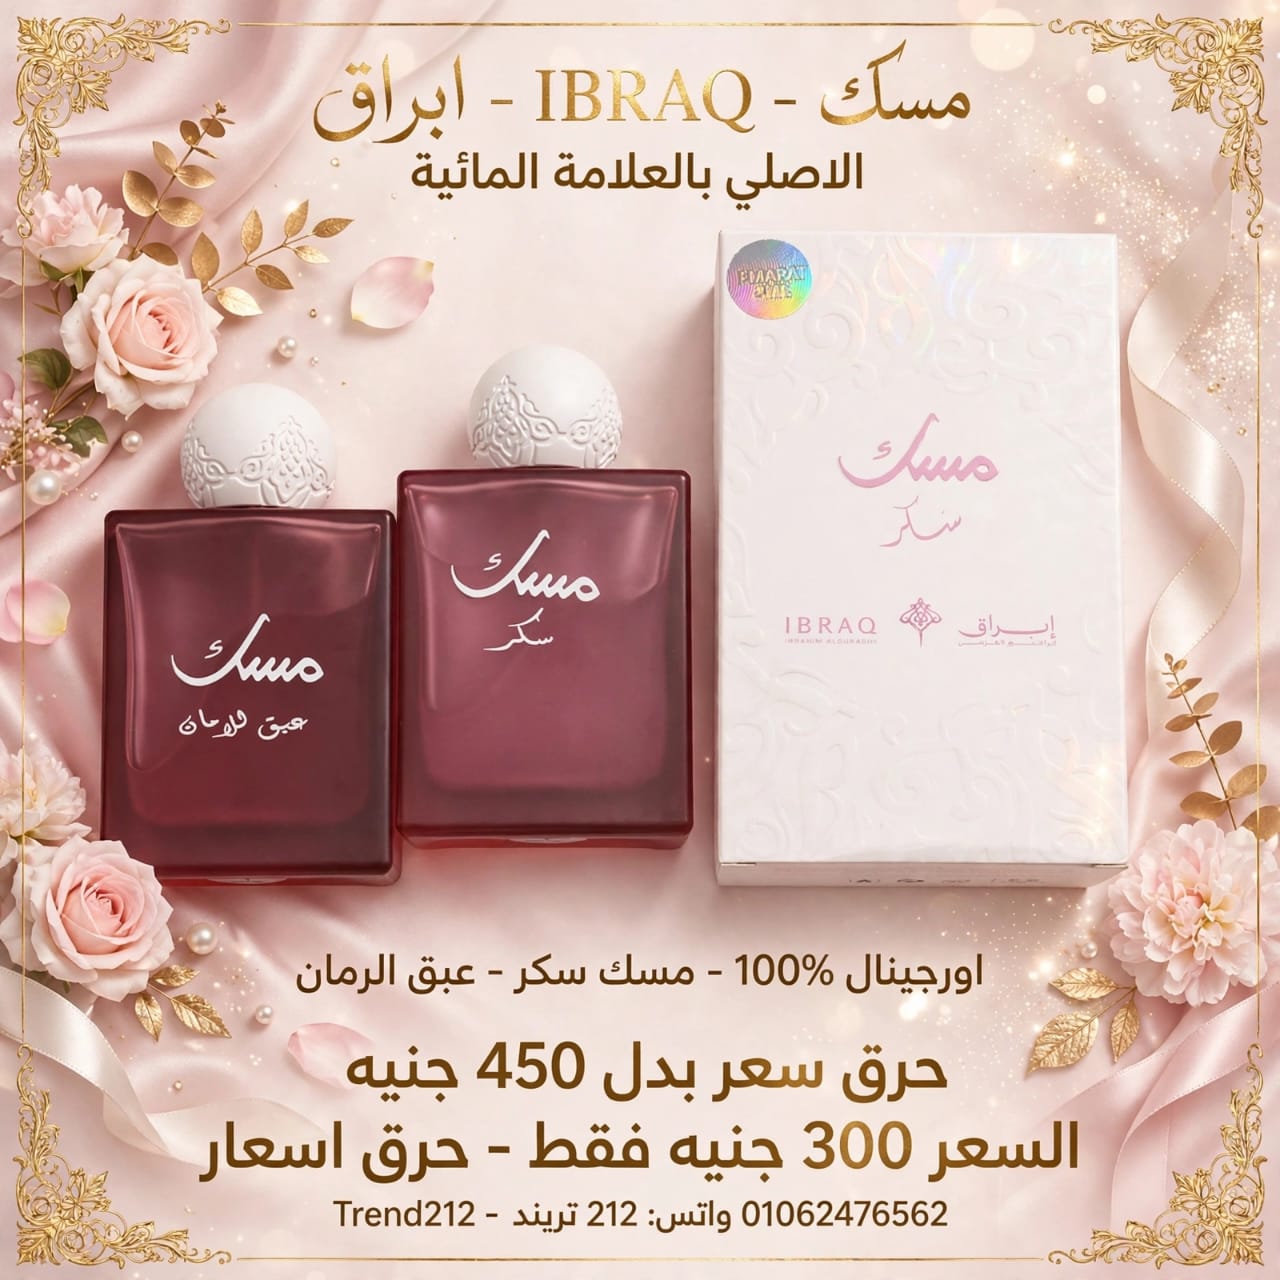 مسك - IBRAQ - ابراق
الاصلي بالعلامة المائية
مسك
سكر
IBRAQ
إبراق
مسك
سكر
مسك
عبق للامان
اورجينال 100% - مسك سكر - عبق الرمان
حرق سعر بدل 450 جنيه
السعر 300 جنيه فقط - حرق اسعار
01062476562 واتس: 212 تريند - Trend212